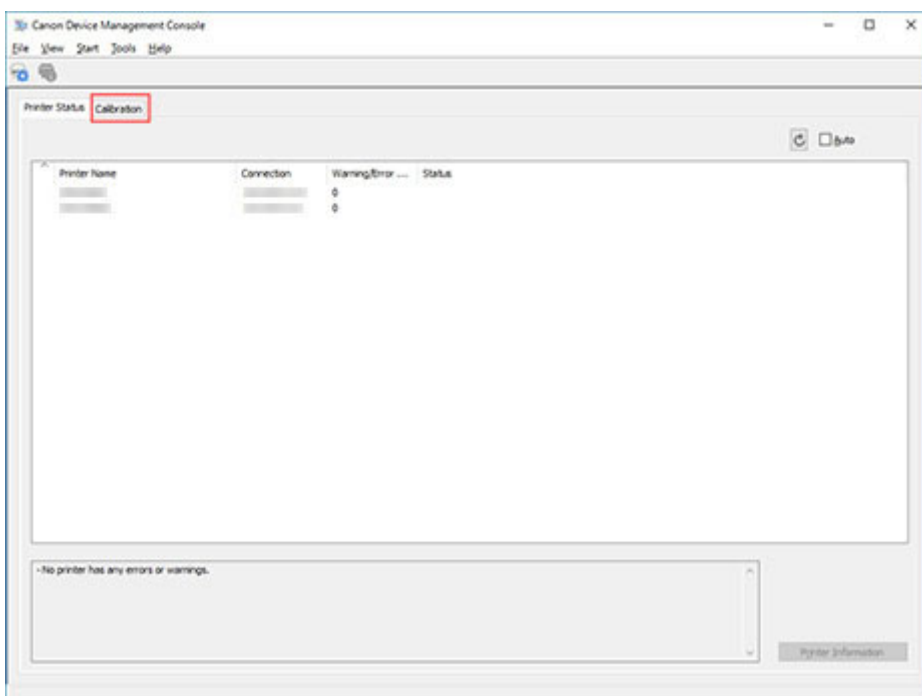 Canon Device Management Console
File View Start Tools Help
Printer Status Calibration
Auto
Printer Name Connection Warning/Error .... Status
0
0
- No printer has any errors or warnings.
Printer Information